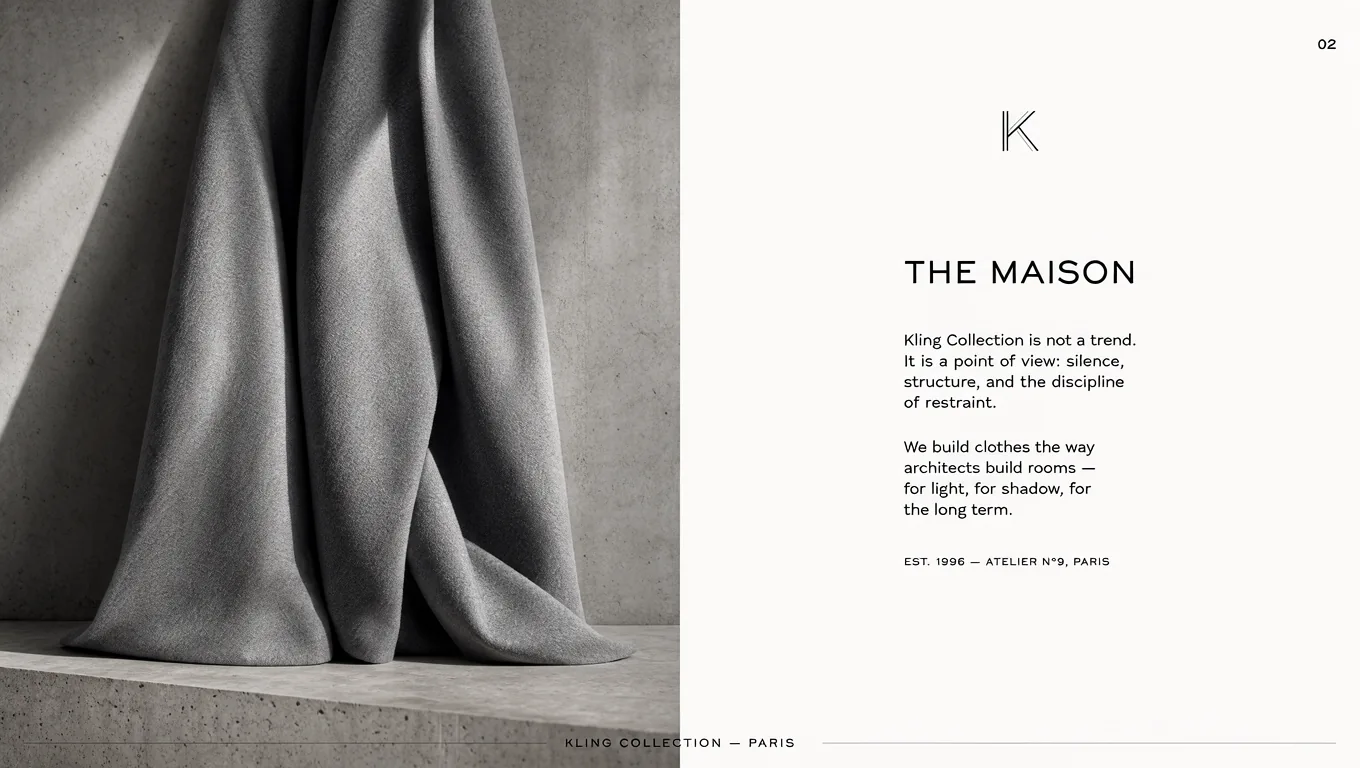 02
K
THE MAISON
Kling Collection is not a trend.
It is a point of view: silence,
structure, and the discipline
of restraint.
We build clothes the way
architects build rooms —
for light, for shadow, for
the long term.
EST. 1996 — ATELIER N°9, PARIS
KLING COLLECTION — PARIS